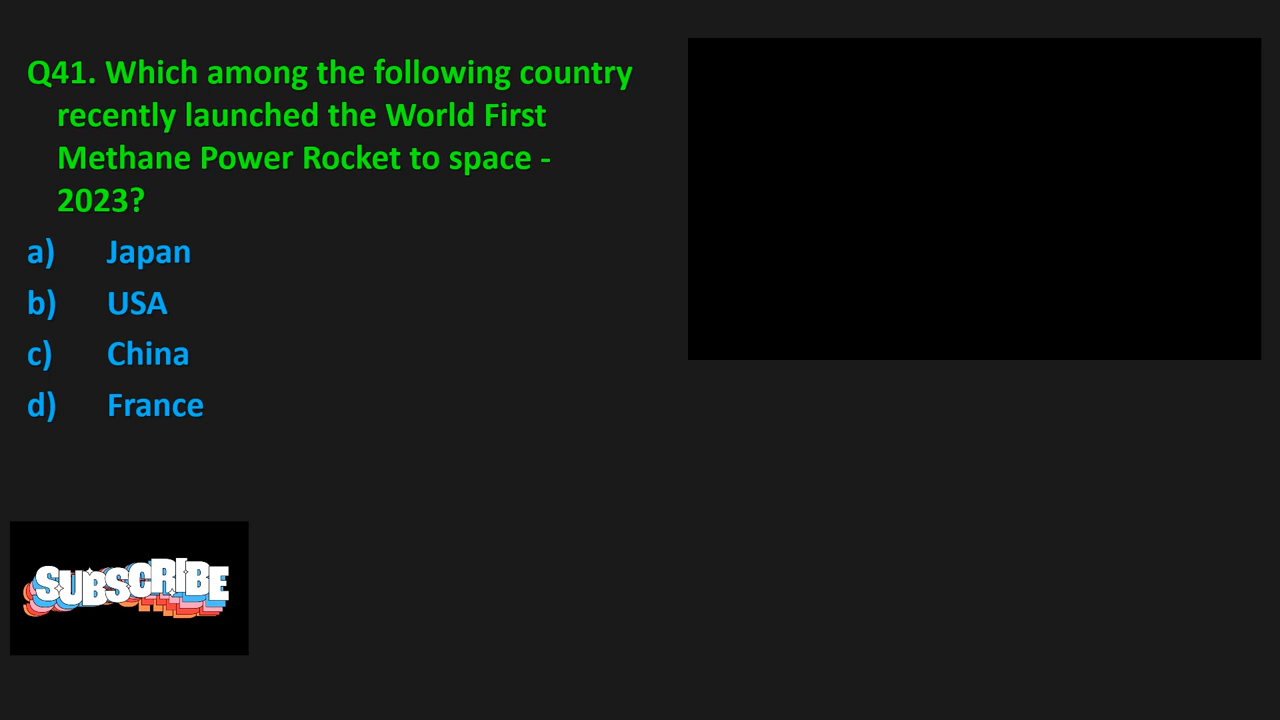 Q41. Which among the following country
recently launched the World First
Methane Power Rocket to space -
2023?
a) Japan
b) USA
c) China
d) France
SUBSCRIBE